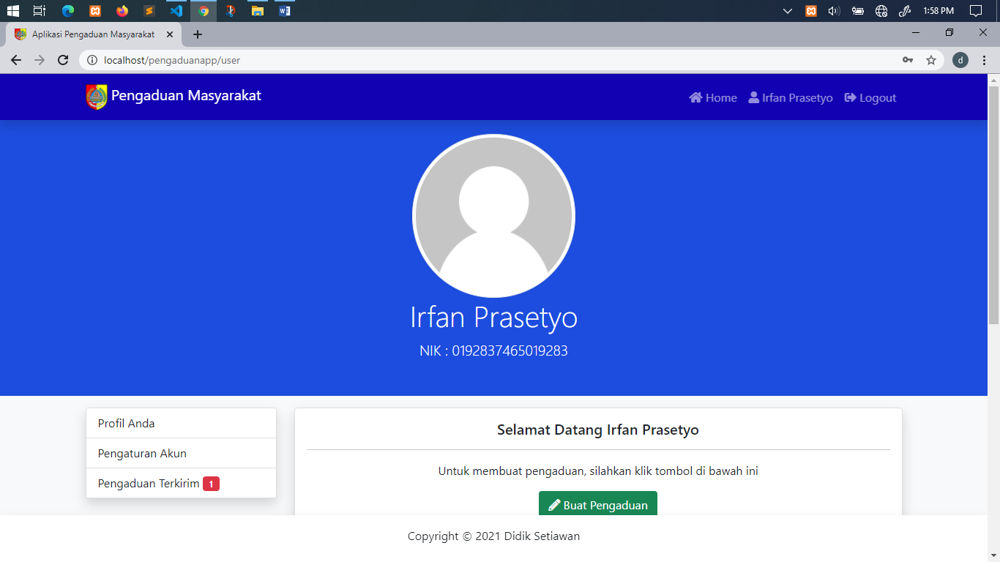 1:58 PM
Aplikasi Pengaduan Masyarakat
localhost/pengaduanapp/user
d
Pengaduan Masyarakat
Home
Irfan Prasetyo
Logout
Irfan Prasetyo
NIK : 0192837465019283
Profil Anda
Pengaturan Akun
Pengaduan Terkirim 1
Selamat Datang Irfan Prasetyo
Untuk membuat pengaduan, silahkan klik tombol di bawah ini
Buat Pengaduan
Copyright © 2021 Didik Setiawan